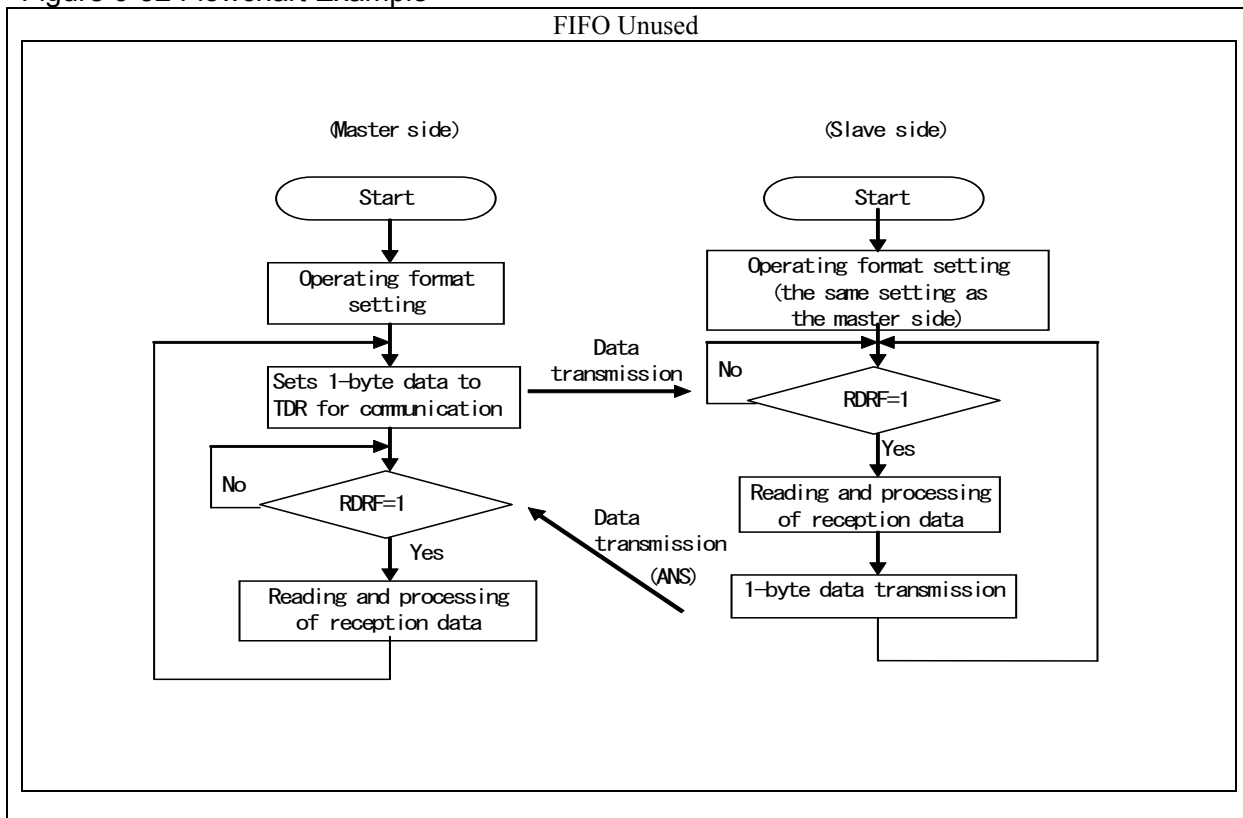 FIFO Unused
(Master side)
Start
Operating format
setting
Sets 1-byte data to
TDR for communication
No
RDRF=1
Yes
Reading and processing
of reception data
Data
transmission
Data
transmission
(ANS)
(Slave side)
Start
Operating format setting
(the same setting as
the master side)
No
RDRF=1
Yes
Reading and processing
of reception data
1-byte data transmission